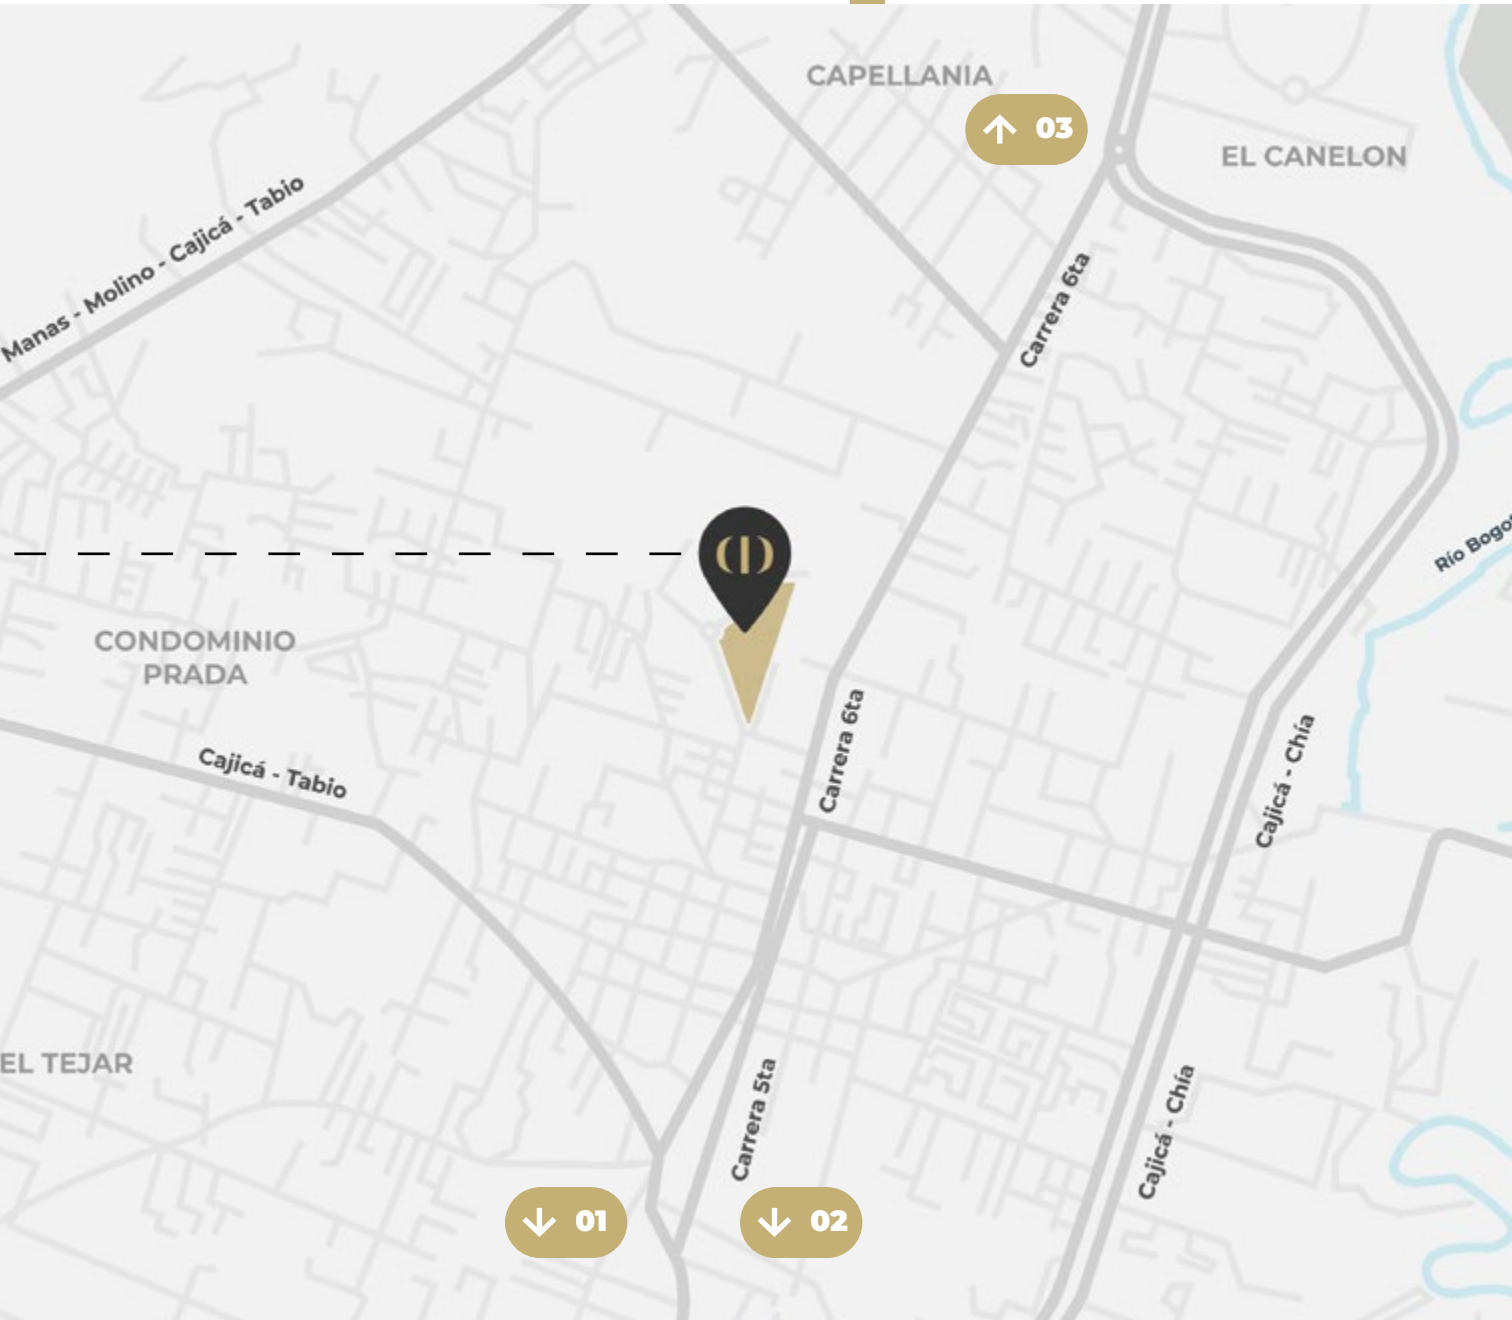 CAPELLANIA
03
EL CANELON
Manas - Molino - Cajicá - Tabio
Carrera 6ta
Río Bogot
CONDOMINIO
PRADA
Carrera 6ta
Cajicá - Chía
Cajicá - Tabio
EL TEJAR
Carrera 5ta
Cajicá - Chía
01
02